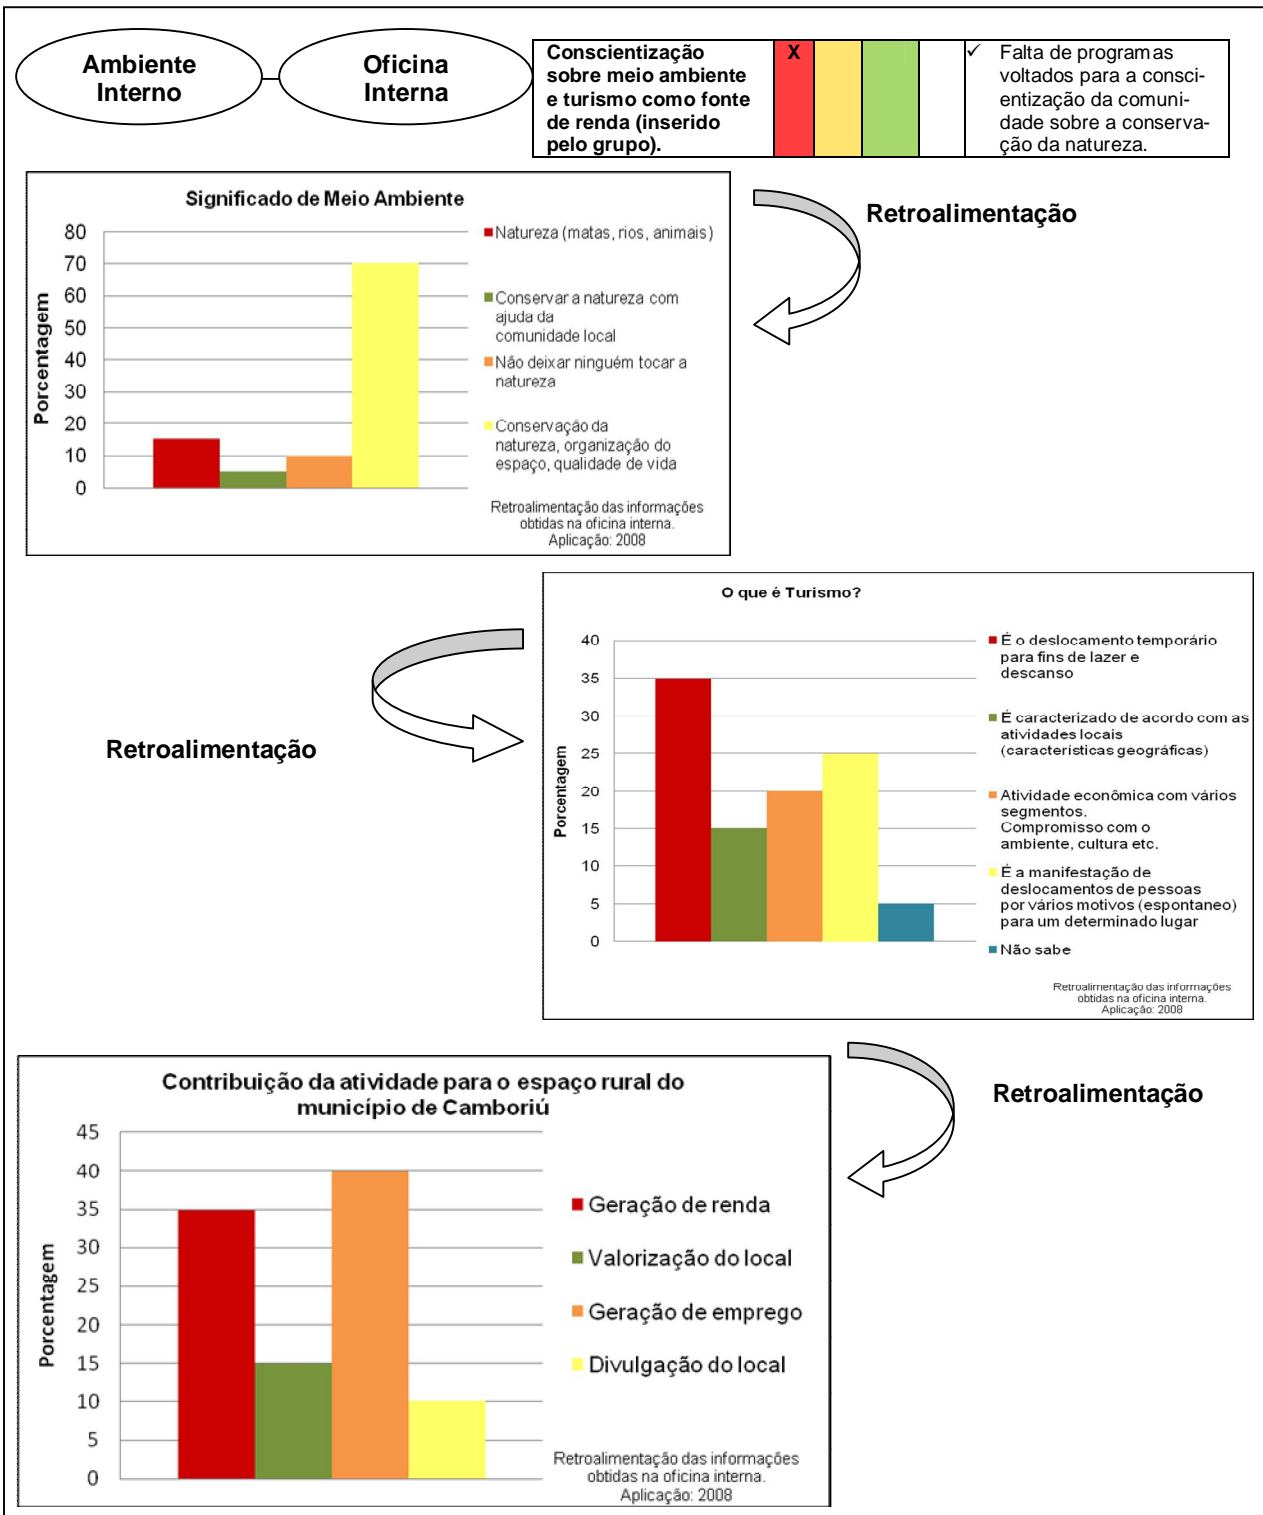 Ambiente
Interno
Oficina
Interna
Conscientização
sobre meio ambiente
e turismo como fonte
de renda (inserido
pelo grupo).
X
✓ Falta de programas
voltados para a consci-
entização da comuni-
dade sobre a conserva-
ção da natureza.
Significado de Meio Ambiente
Porcentagem
80
70
60
50
40
30
20
10
0
Natureza (matas, rios, animais)
Conservar a natureza com
ajuda da
comunidade local
Não deixar ninguém tocar a
natureza
Conservação da
natureza, organização do
espaço, qualidade de vida
Retroalimentação das informações
obtidas na oficina interna.
Aplicação: 2008
Retroalimentação
Retroalimentação
O que é Turismo?
Porcentagem
40
35
30
25
20
15
10
5
0
É o deslocamento temporário
para fins de lazer e
descanso
É caracterizado de acordo com as
atividades locais
(características geográficas)
Atividade econômica com vários
segmentos.
Compromisso com o
ambiente, cultura etc.
É a manifestação de
deslocamentos de pessoas
por vários motivos (espontaneo)
para um determinado lugar
Não sabe
Retroalimentação das informações
obtidas na oficina interna.
Aplicação: 2008
Contribuição da atividade para o espaço rural do
município de Camboriú
Porcentagem
45
40
35
30
25
20
15
10
5
0
Geração de renda
Valorização do local
Geração de emprego
Divulgação do local
Retroalimentação das informações
obtidas na oficina interna.
Aplicação: 2008
Retroalimentação